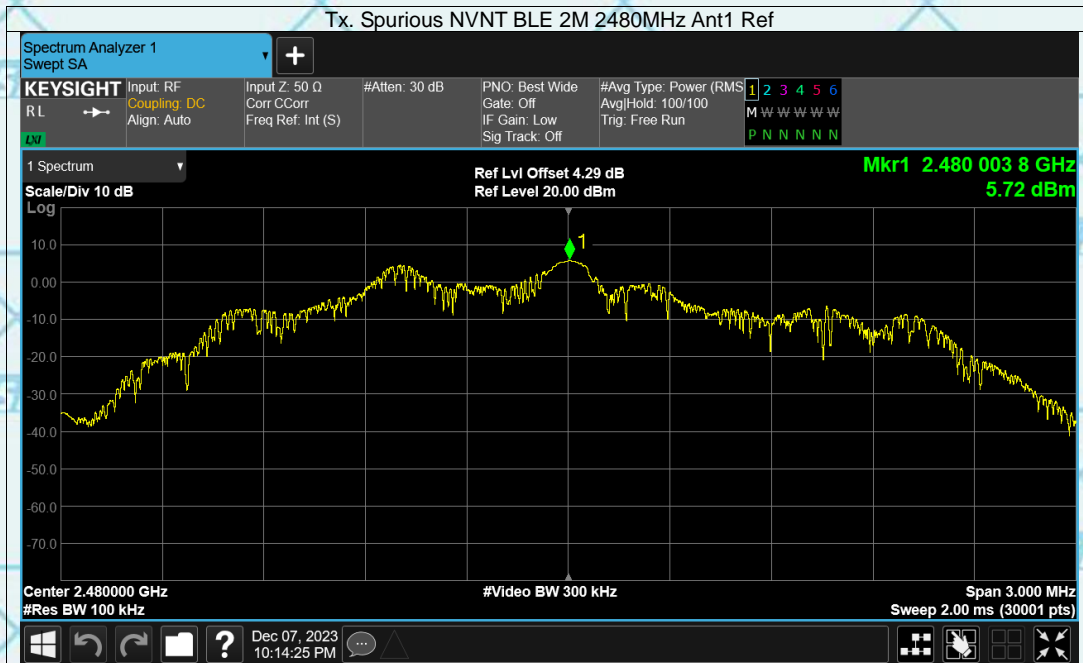 Tx. Spurious NVNT BLE 2M 2480MHz Ant1 Ref
Spectrum Analyzer 1
Swept SA
+
KEYSIGHT
R L
LXI
Input: RF
Coupling: DC
Align: Auto
Input Z: 50 Ω
Corr CCorr
Freq Ref: Int (S)
#Atten: 30 dB
PNO: Best Wide
Gate: Off
IF Gain: Low
Sig Track: Off
#Avg Type: Power (RMS
Avg|Hold: 100/100
Trig: Free Run
1 2 3 4 5 6
M W W W W W
P N N N N N
1 Spectrum
Scale/Div 10 dB
Log
Ref Lvl Offset 4.29 dB
Ref Level 20.00 dBm
Mkr1 2.480 003 8 GHz
5.72 dBm
1
10.0
0.00
-10.0
-20.0
-30.0
-40.0
-50.0
-60.0
-70.0
Center 2.480000 GHz
#Res BW 100 kHz
#Video BW 300 kHz
Span 3.000 MHz
Sweep 2.00 ms (30001 pts)
?
Dec 07, 2023
10:14:25 PM